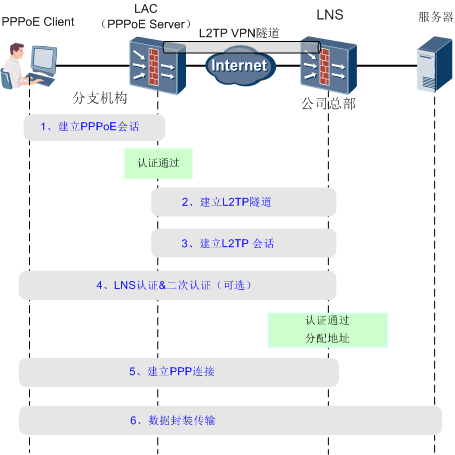 PPPoE Client
LAC
（PPPoE Server）
L2TP VPN隧道
LNS
服务器
Internet
分支机构
公司总部
1、建立PPPoE会话
认证通过
2、建立L2TP隧道
3、建立L2TP 会话
4、LNS认证&二次认证（可选）
认证通过
分配地址
5、建立PPP连接
6、数据封装传输